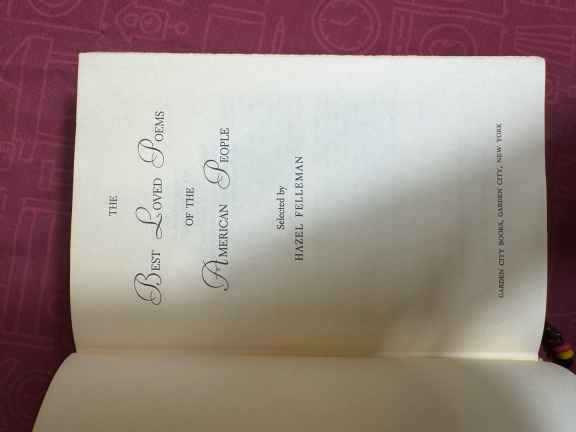 THE
BEST LOVED POEMS
OF THE
AMERICAN PEOPLE
Selected by
HAZEL FELLEMAN
GARDEN CITY BOOKS, GARDEN CITY, NEW YORK